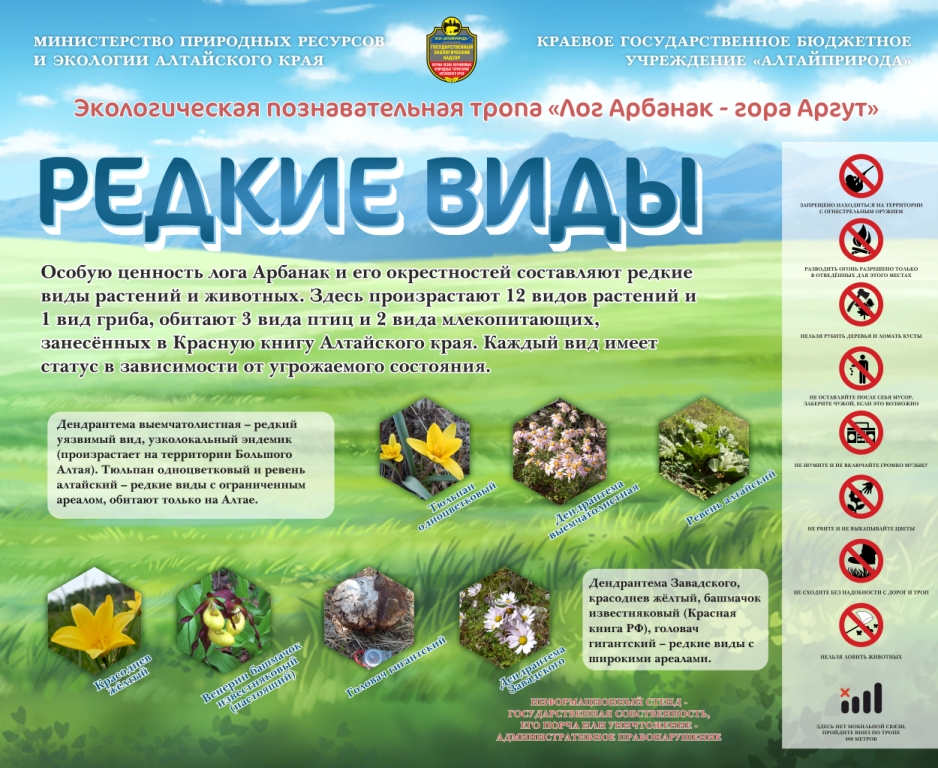 МИНИСТЕРСТВО ПРИРОДНЫХ РЕСУРСОВ
И ЭКОЛОГИИ АЛТАЙСКОГО КРАЯ
ГОСУДАРСТВЕННЫЙ
ЭКОЛОГИЧЕСКИЙ
НАДЗОР
КРАЕВОЕ ГОСУДАРСТВЕННОЕ БЮДЖЕТНОЕ
УЧРЕЖДЕНИЕ «АЛТАЙПРИРОДА»
Экологическая познавательная тропа «Лог Арбанак - гора Аргут»
РЕДКИЕ ВИДЫ
Особую ценность лога Арбанак и его окрестностей составляют редкие
виды растений и животных. Здесь произрастают 12 видов растений и
1 вид гриба, обитают 3 вида птиц и 2 вида млекопитающих,
занесённых в Красную книгу Алтайского края. Каждый вид имеет
статус в зависимости от угрожаемого состояния.
Дендрантема выемчатолистная – редкий
уязвимый вид, узколокальный эндемик
(произрастает на территории Большого
Алтая). Тюльпан одноцветковый и ревень
алтайский – редкие виды с ограниченным
ареалом, обитают только на Алтае.
Тюльпан
одноцветковый
Дендрантема
выемчатолистная
Ревень алтайский
Красоднев
жёлтый
Венерин башмачок
известняковый
(настоящий)
Головач гигантский
Дендрантема
Завадского
Дендрантема Завадского,
красоднев жёлтый, башмачок
известняковый (Красная
книга РФ), головач
гигантский – редкие виды с
широкими ареалами.
ИНФОРМАЦИОННЫЙ СТЕНД -
ГОСУДАРСТВЕННАЯ СОБСТВЕННОСТЬ,
ЕГО ПОРЧА ИЛИ УНИЧТОЖЕНИЕ -
АДМИНИСТРАТИВНОЕ ПРАВОНАРУШЕНИЕ
ЗАПРЕЩЕНО НАХОДИТЬСЯ НА ТЕРРИТОРИИ
С ОГНЕСТРЕЛЬНЫМ ОРУЖИЕМ
РАЗВОДИТЬ ОГОНЬ РАЗРЕШЕНО ТОЛЬКО
В ОТВЕДЁННЫХ ДЛЯ ЭТОГО МЕСТАХ
НЕЛЬЗЯ РУБИТЬ ДЕРЕВЬЯ И ЛОМАТЬ КУСТЫ
НЕ ОСТАВЛЯЙТЕ ПОСЛЕ СЕБЯ МУСОР,
ЗАБЕРИТЕ ЧУЖОЙ, ЕСЛИ ЭТО ВОЗМОЖНО
НЕ ШУМИТЕ И НЕ ВКЛЮЧАЙТЕ ГРОМКО МУЗЫКУ
НЕ РВИТЕ И НЕ ВЫКАПЫВАЙТЕ ЦВЕТЫ
НЕ СХОДИТЕ БЕЗ НАДОБНОСТИ С ДОРОГ И ТРОП
НЕЛЬЗЯ ЛОВИТЬ ЖИВОТНЫХ
ЗДЕСЬ НЕТ МОБИЛЬНОЙ СВЯЗИ,
ПРОЙДИТЕ ВНИЗ ПО ТРОПЕ
400 МЕТРОВ